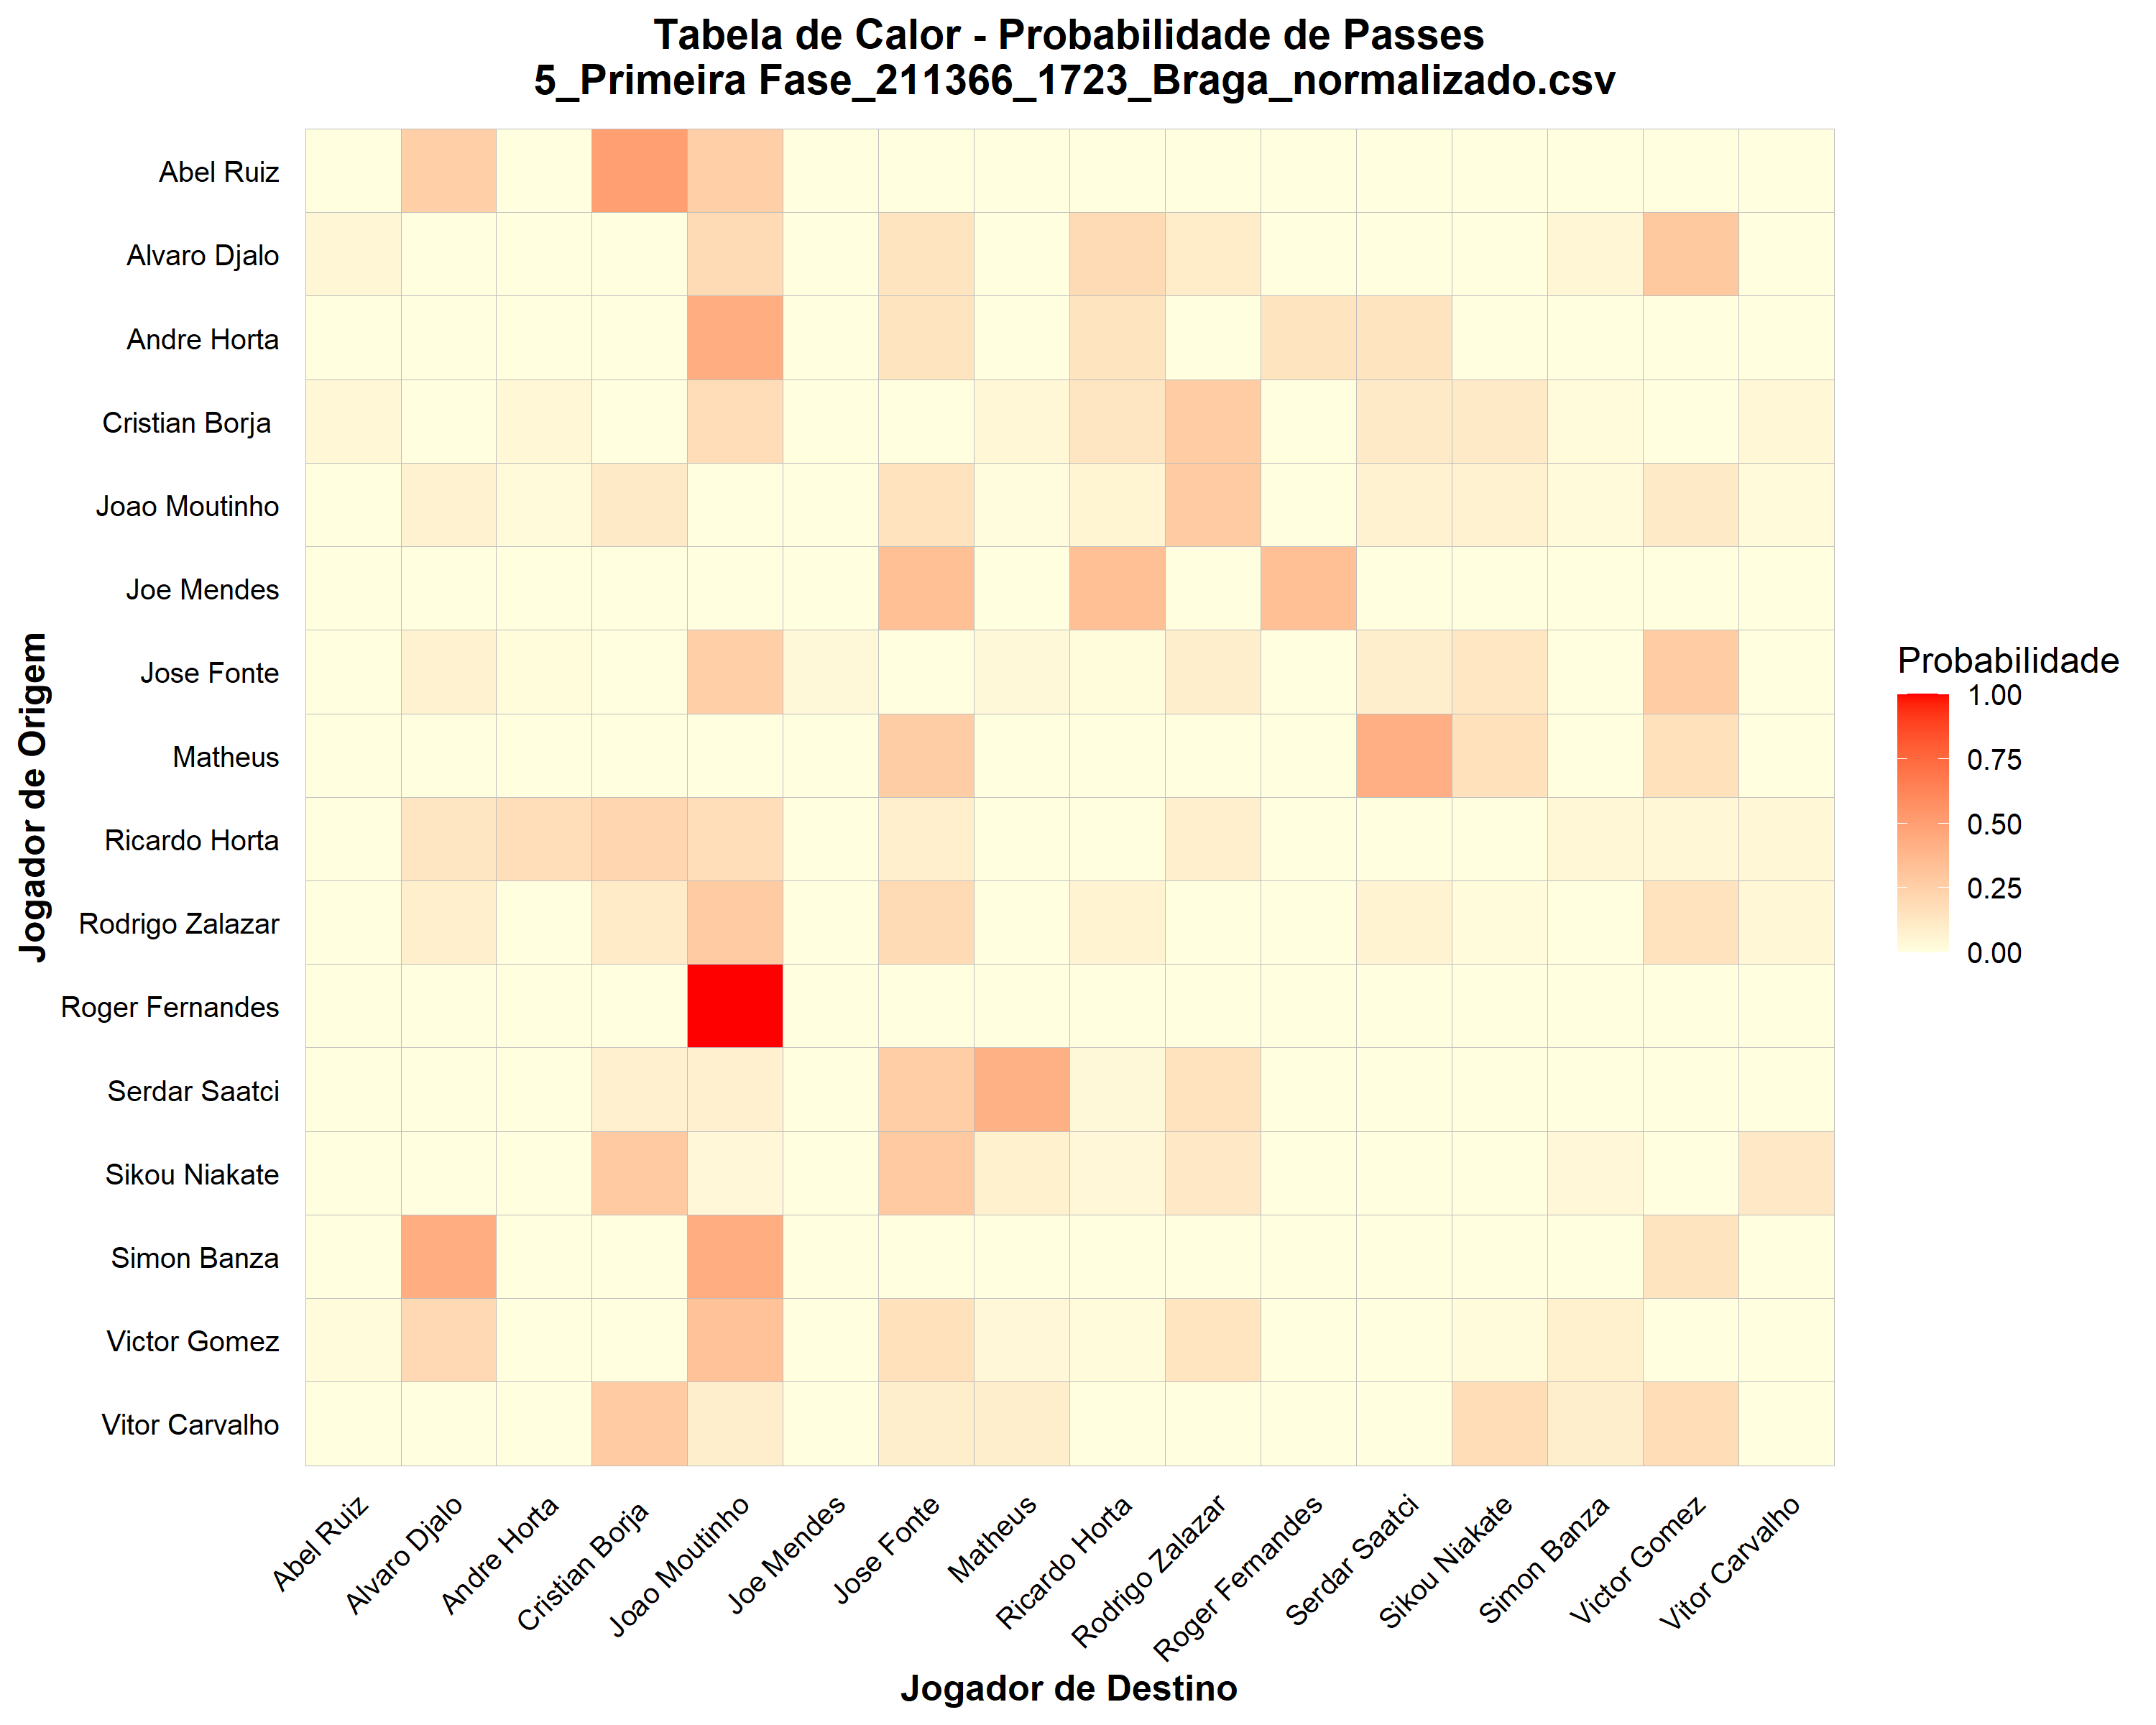 Tabela de Calor - Probabilidade de Passes
5_Primeira Fase_211366_1723_Braga_normalizado.csv
Jogador de Origem
Abel Ruiz
Alvaro Djalo
Andre Horta
Cristian Borja
Joao Moutinho
Joe Mendes
Jose Fonte
Matheus
Ricardo Horta
Rodrigo Zalazar
Roger Fernandes
Serdar Saatci
Sikou Niakate
Simon Banza
Victor Gomez
Vitor Carvalho
Abel Ruiz
Alvaro Djalo
Andre Horta
Cristian Borja
Joao Moutinho
Joe Mendes
Jose Fonte
Matheus
Ricardo Horta
Rodrigo Zalazar
Roger Fernandes
Serdar Saatci
Sikou Niakate
Simon Banza
Victor Gomez
Vitor Carvalho
Jogador de Destino
Probabilidade
1.00
0.75
0.50
0.25
0.00